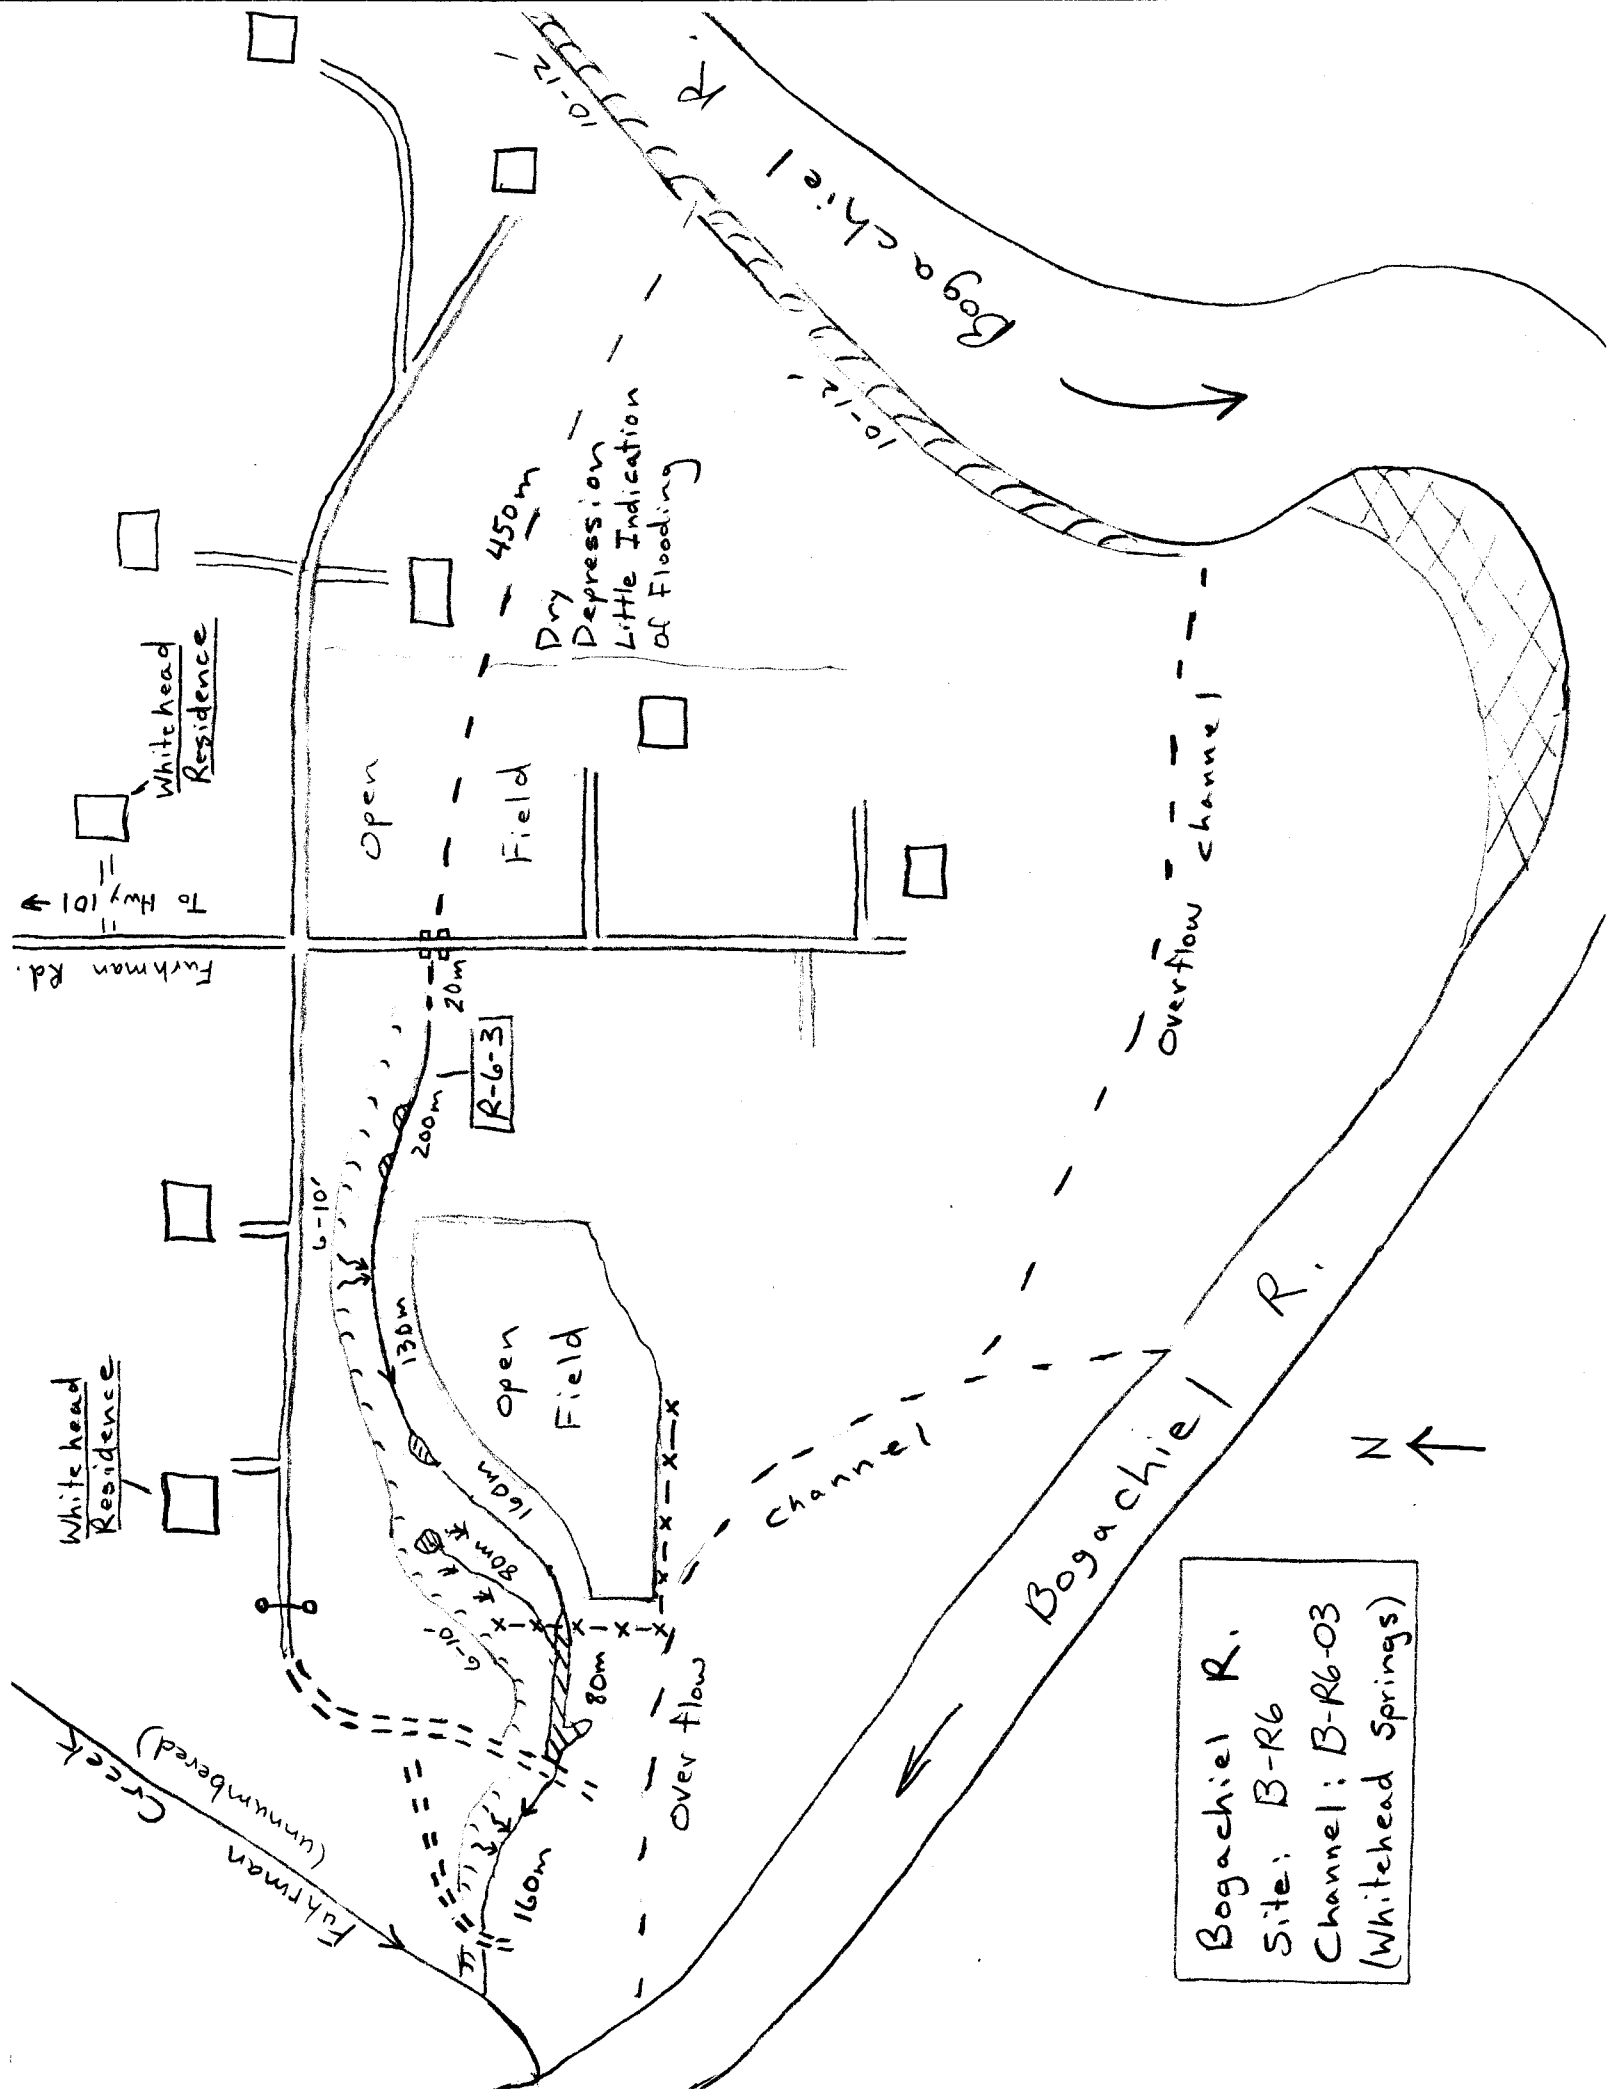 R.
Bogachiel
10-12'
10-12'
Whitehead
Residence
To Hwy 101
Fuhrman
Rd.
450m
Dry
Depression
Little Indication
of Flooding
Open
Field
20m
R-6-3
200m
6-10'
130m
Open
Field
Whitehead
Residence
160m
80m
6-10'
80m
160m
Fuhrman
Creek
(unnumbered)
Overflow
channel
Overflow
channel
Bogachiel R.
N
Bogachiel R.
Site: B-R6
Channel: B-R6-03
(Whitehead Springs)